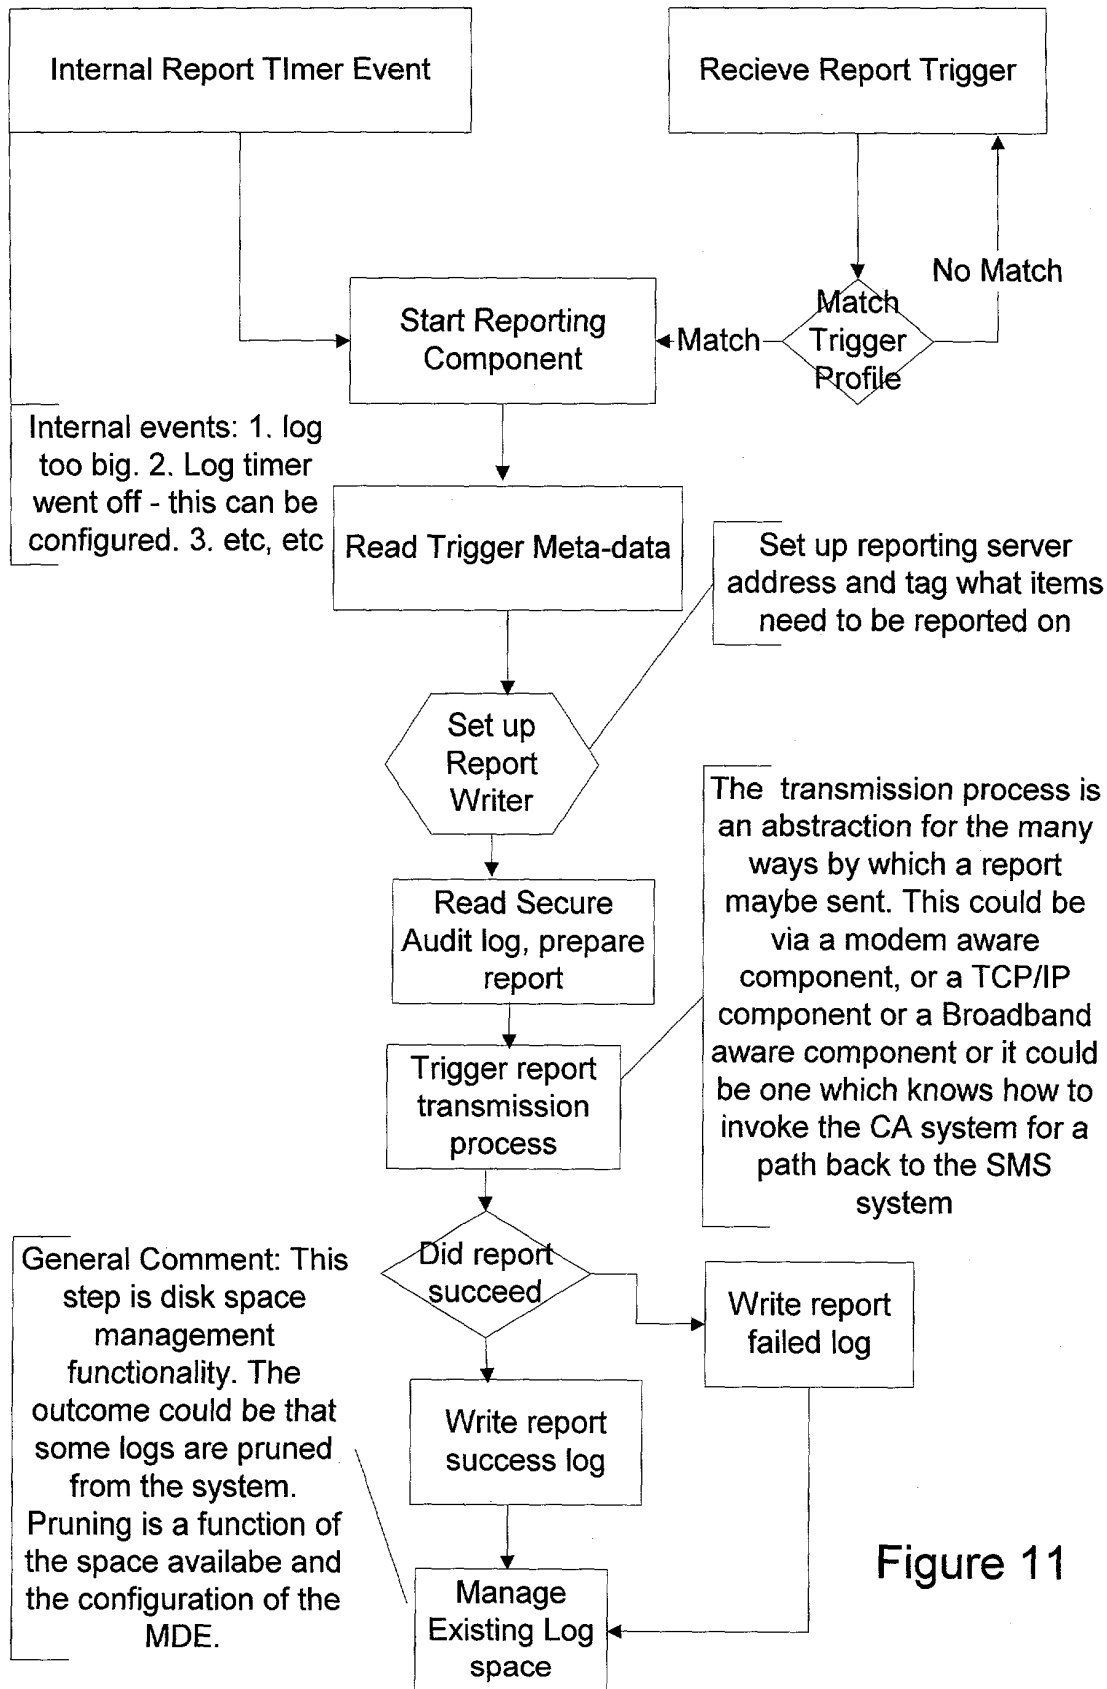 Internal Report TImer Event
Recieve Report Trigger
No Match
Match
Trigger
Profile
Match
Start Reporting
Component
Internal events: 1. log
too big. 2. Log timer
went off - this can be
configured. 3. etc, etc
Read Trigger Meta-data
Set up reporting server
address and tag what items
need to be reported on
Set up
Report
Writer
The transmission process is
an abstraction for the many
ways by which a report
maybe sent. This could be
via a modem aware
component, or a TCP/IP
component or a Broadband
aware component or it could
be one which knows how to
invoke the CA system for a
path back to the SMS
system
Read Secure
Audit log, prepare
report
Trigger report
transmission
process
Did report
succeed
Write report
failed log
General Comment: This
step is disk space
management
functionality. The
outcome could be that
some logs are pruned
from the system.
Pruning is a function of
the space availabe and
the configuration of the
MDE.
Write report
success log
Manage
Existing Log
space
Figure 11